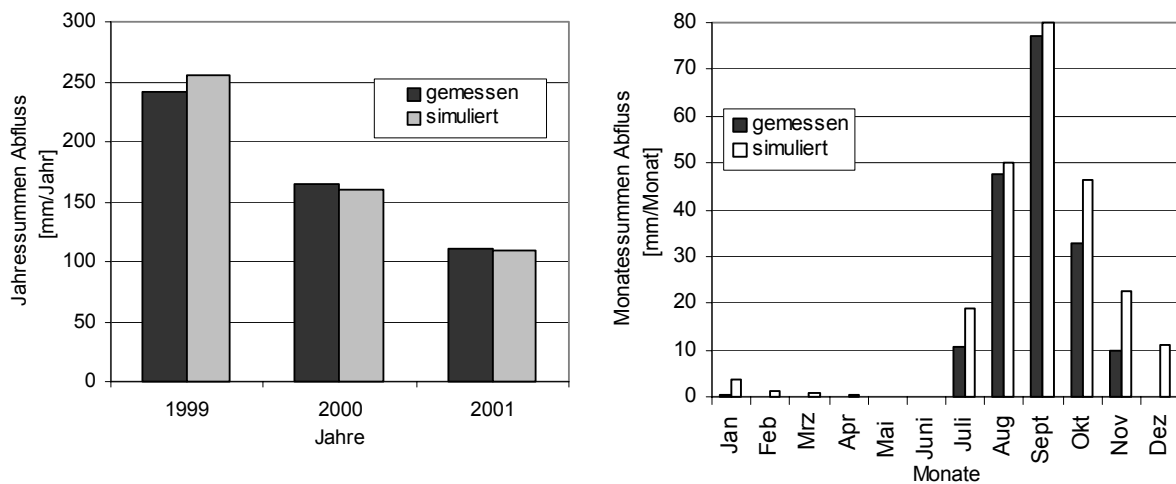 Jahressummen Abfluss
[mm/Jahr]
300
250
200
150
100
50
0
gemessen
simuliert
1999 2000 2001
Jahre
Monatessummen Abfluss
[mm/Monat]
80
70
60
50
40
30
20
10
0
gemessen
simuliert
Jan Feb Mrz Apr Mai Juni Juli Aug Sept Okt Nov Dez
Monate